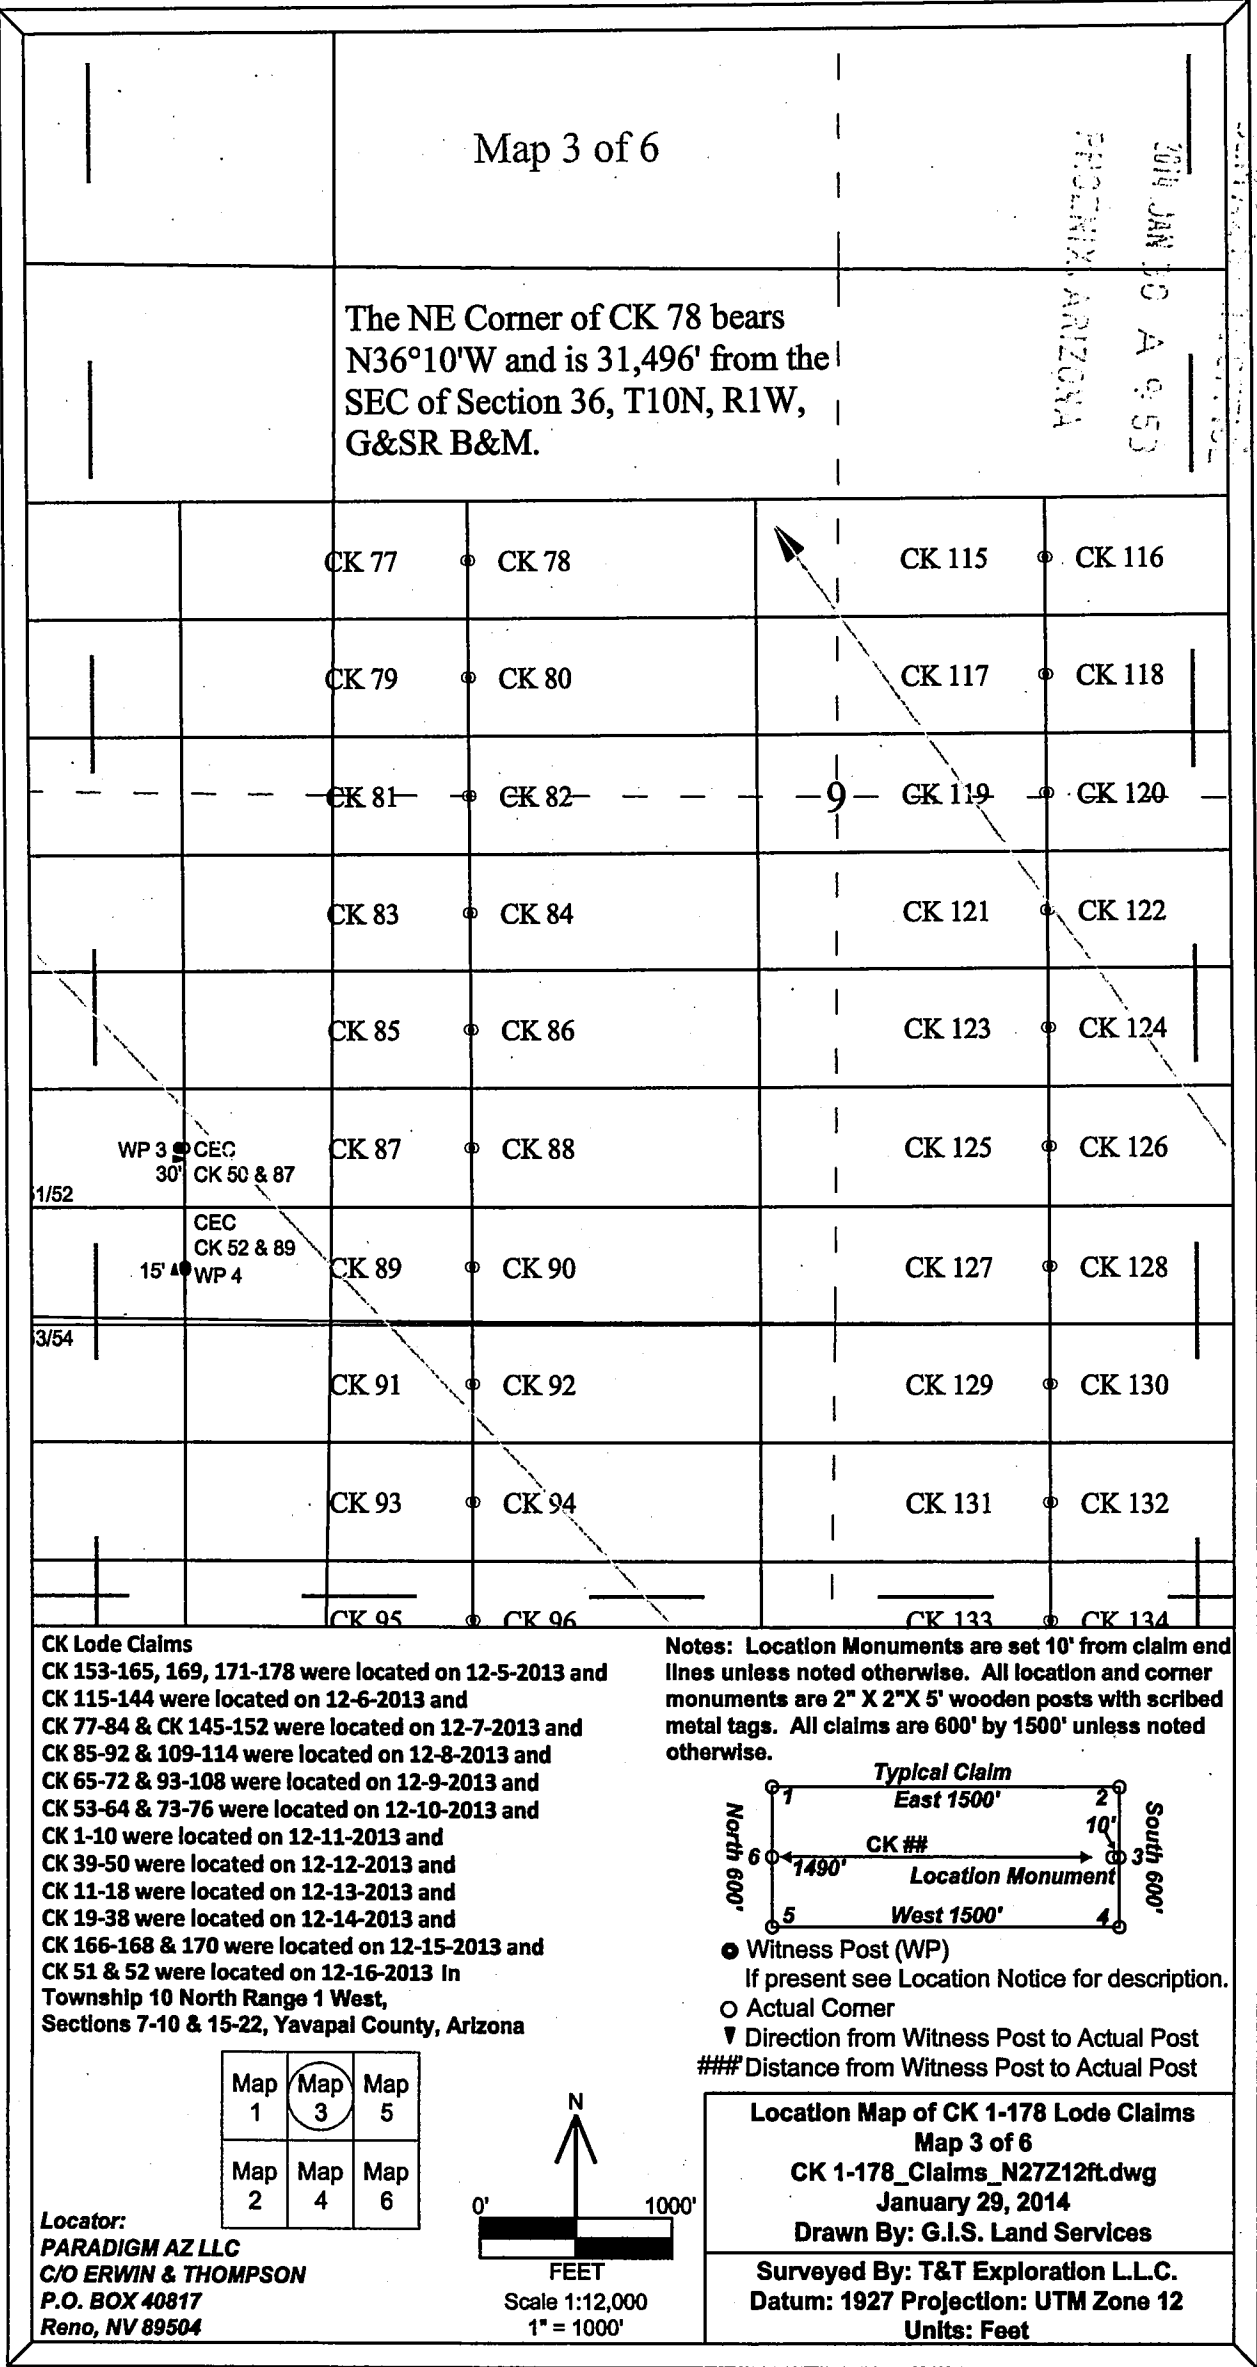 Map 3 of 6
2014 JAN 30 A 9:53
PHOENIX, ARIZONA
The NE Corner of CK 78 bears
N36°10'W and is 31,496' from the
SEC of Section 36, T10N, R1W,
G&SR B&M.
CK 77 CK 78 CK 115 CK 116
CK 79 CK 80 CK 117 CK 118
CK 81 CK 82 9 CK 119 CK 120
CK 83 CK 84 CK 121 CK 122
CK 85 CK 86 CK 123 CK 124
WP 3 CEC CK 87 CK 88 CK 125 CK 126
30' CK 50 & 87
1/52
CEC
CK 52 & 89
15' WP 4 CK 89 CK 90 CK 127 CK 128
3/54
CK 91 CK 92 CK 129 CK 130
CK 93 CK 94 CK 131 CK 132
CK 95 CK 96 CK 133 CK 134
CK Lode Claims
CK 153-165, 169, 171-178 were located on 12-5-2013 and
CK 115-144 were located on 12-6-2013 and
CK 77-84 & CK 145-152 were located on 12-7-2013 and
CK 85-92 & 109-114 were located on 12-8-2013 and
CK 65-72 & 93-108 were located on 12-9-2013 and
CK 53-64 & 73-76 were located on 12-10-2013 and
CK 1-10 were located on 12-11-2013 and
CK 39-50 were located on 12-12-2013 and
CK 11-18 were located on 12-13-2013 and
CK 19-38 were located on 12-14-2013 and
CK 166-168 & 170 were located on 12-15-2013 and
CK 51 & 52 were located on 12-16-2013 in
Township 10 North Range 1 West,
Sections 7-10 & 15-22, Yavapai County, Arizona
Notes: Location Monuments are set 10' from claim end
lines unless noted otherwise. All location and corner
monuments are 2" X 2"X 5' wooden posts with scribed
metal tags. All claims are 600' by 1500' unless noted
otherwise.
Typical Claim
1 East 1500' 2
North 600'
10'
South 600'
CK ##
6 1490' 3
Location Monument
5 West 1500' 4
Witness Post (WP)
If present see Location Notice for description.
Actual Corner
Direction from Witness Post to Actual Post
###' Distance from Witness Post to Actual Post
Map Map Map
1 3 5
Map Map Map
2 4 6
Locator:
PARADIGM AZ LLC
C/O ERWIN & THOMPSON
P.O. BOX 40817
Reno, NV 89504
N
0' 1000'
FEET
Scale 1:12,000
1" = 1000'
Location Map of CK 1-178 Lode Claims
Map 3 of 6
CK 1-178_Claims_N27Z12ft.dwg
January 29, 2014
Drawn By: G.I.S. Land Services
Surveyed By: T&T Exploration L.L.C.
Datum: 1927 Projection: UTM Zone 12
Units: Feet